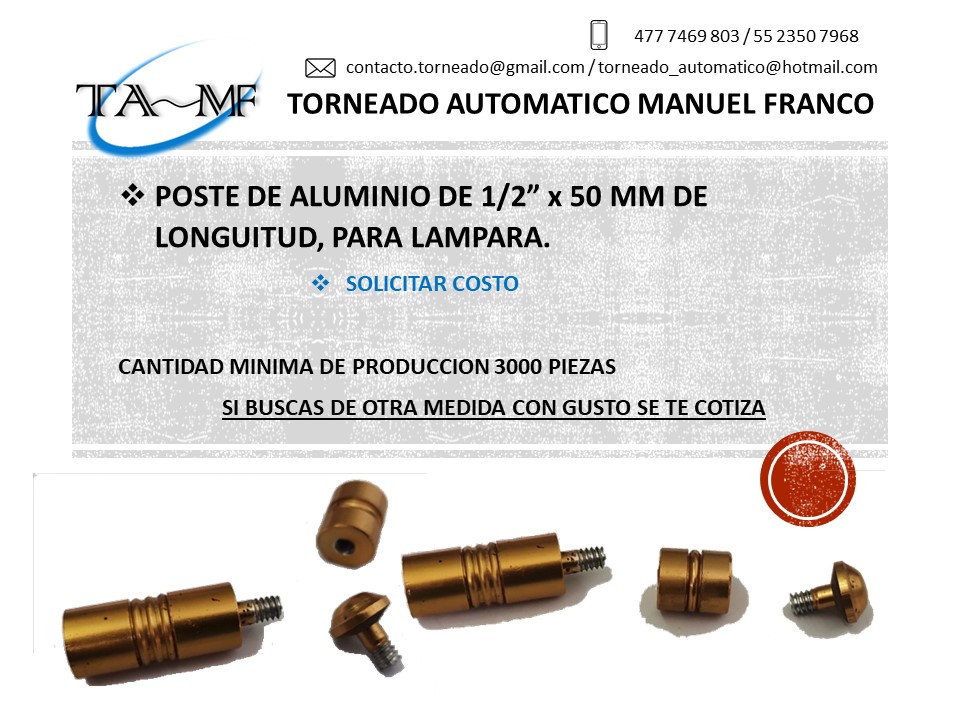 477 7469 803 / 55 2350 7968
contacto.torneado@gmail.com / torneado_automatico@hotmail.com
TA~MF
TORNEADO AUTOMATICO MANUEL FRANCO
❖ POSTE DE ALUMINIO DE 1/2” x 50 MM DE
LONGUITUD, PARA LAMPARA.
❖ SOLICITAR COSTO
CANTIDAD MINIMA DE PRODUCCION 3000 PIEZAS
SI BUSCAS DE OTRA MEDIDA CON GUSTO SE TE COTIZA